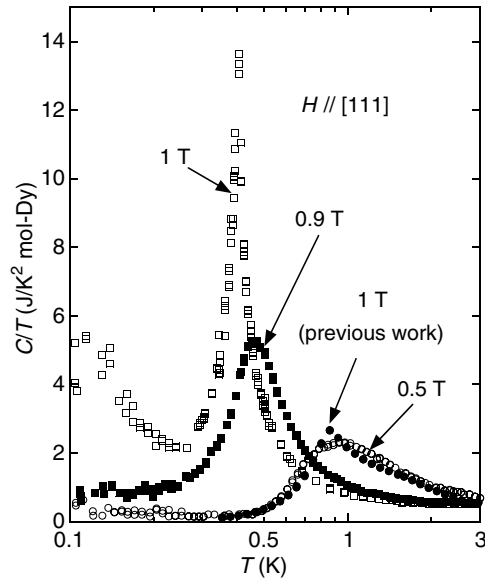 14
12
10
8
6
4
2
0
C/T (J/K² mol-Dy)
H // [111]
1 T
0.9 T
1 T
(previous work)
0.5 T
0.1
0.5
1
3
T (K)